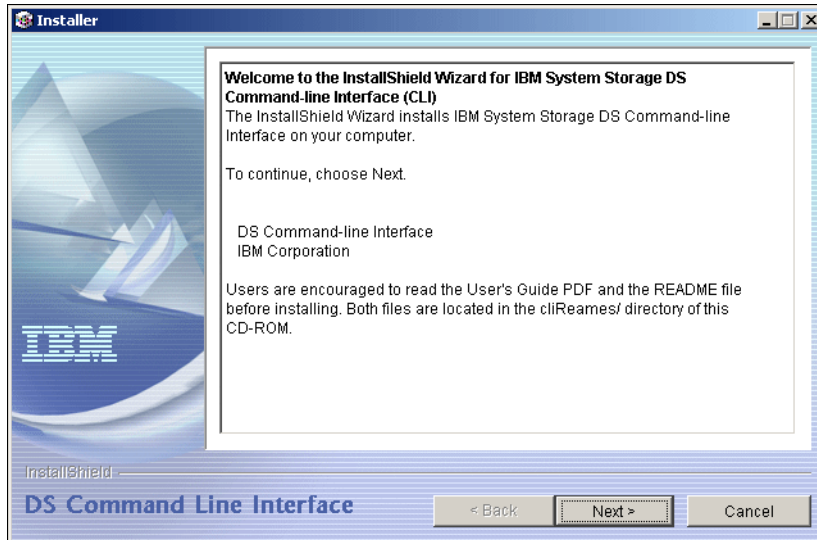 Installer
Welcome to the InstallShield Wizard for IBM System Storage DS
Command-line Interface (CLI)
The InstallShield Wizard installs IBM System Storage DS Command-line
Interface on your computer.
To continue, choose Next.
DS Command-line Interface
IBM Corporation
Users are encouraged to read the User's Guide PDF and the README file
before installing. Both files are located in the cliReames/ directory of this
CD-ROM.
IBM
InstallShield
DS Command Line Interface
< Back
Next >
Cancel